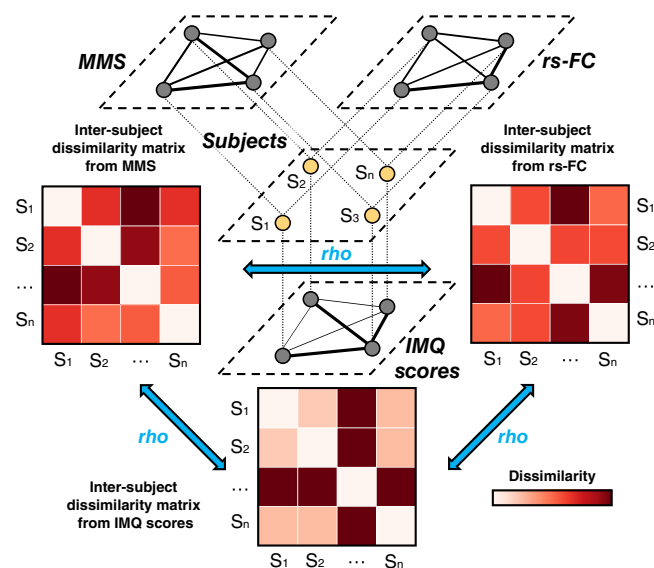 MMS
rs-FC
Inter-subject
dissimilarity matrix
from MMS
Subjects
Inter-subject
dissimilarity matrix
from rs-FC
S1
S2
...
Sn
S1 S2 ... Sn
S2
Sn
S1
S3
S1
S2
...
Sn
S1 S2 ... Sn
rho
IMQ
scores
rho
rho
Inter-subject
dissimilarity matrix
from IMQ scores
S1
S2
...
Sn
S1 S2 ... Sn
Dissimilarity